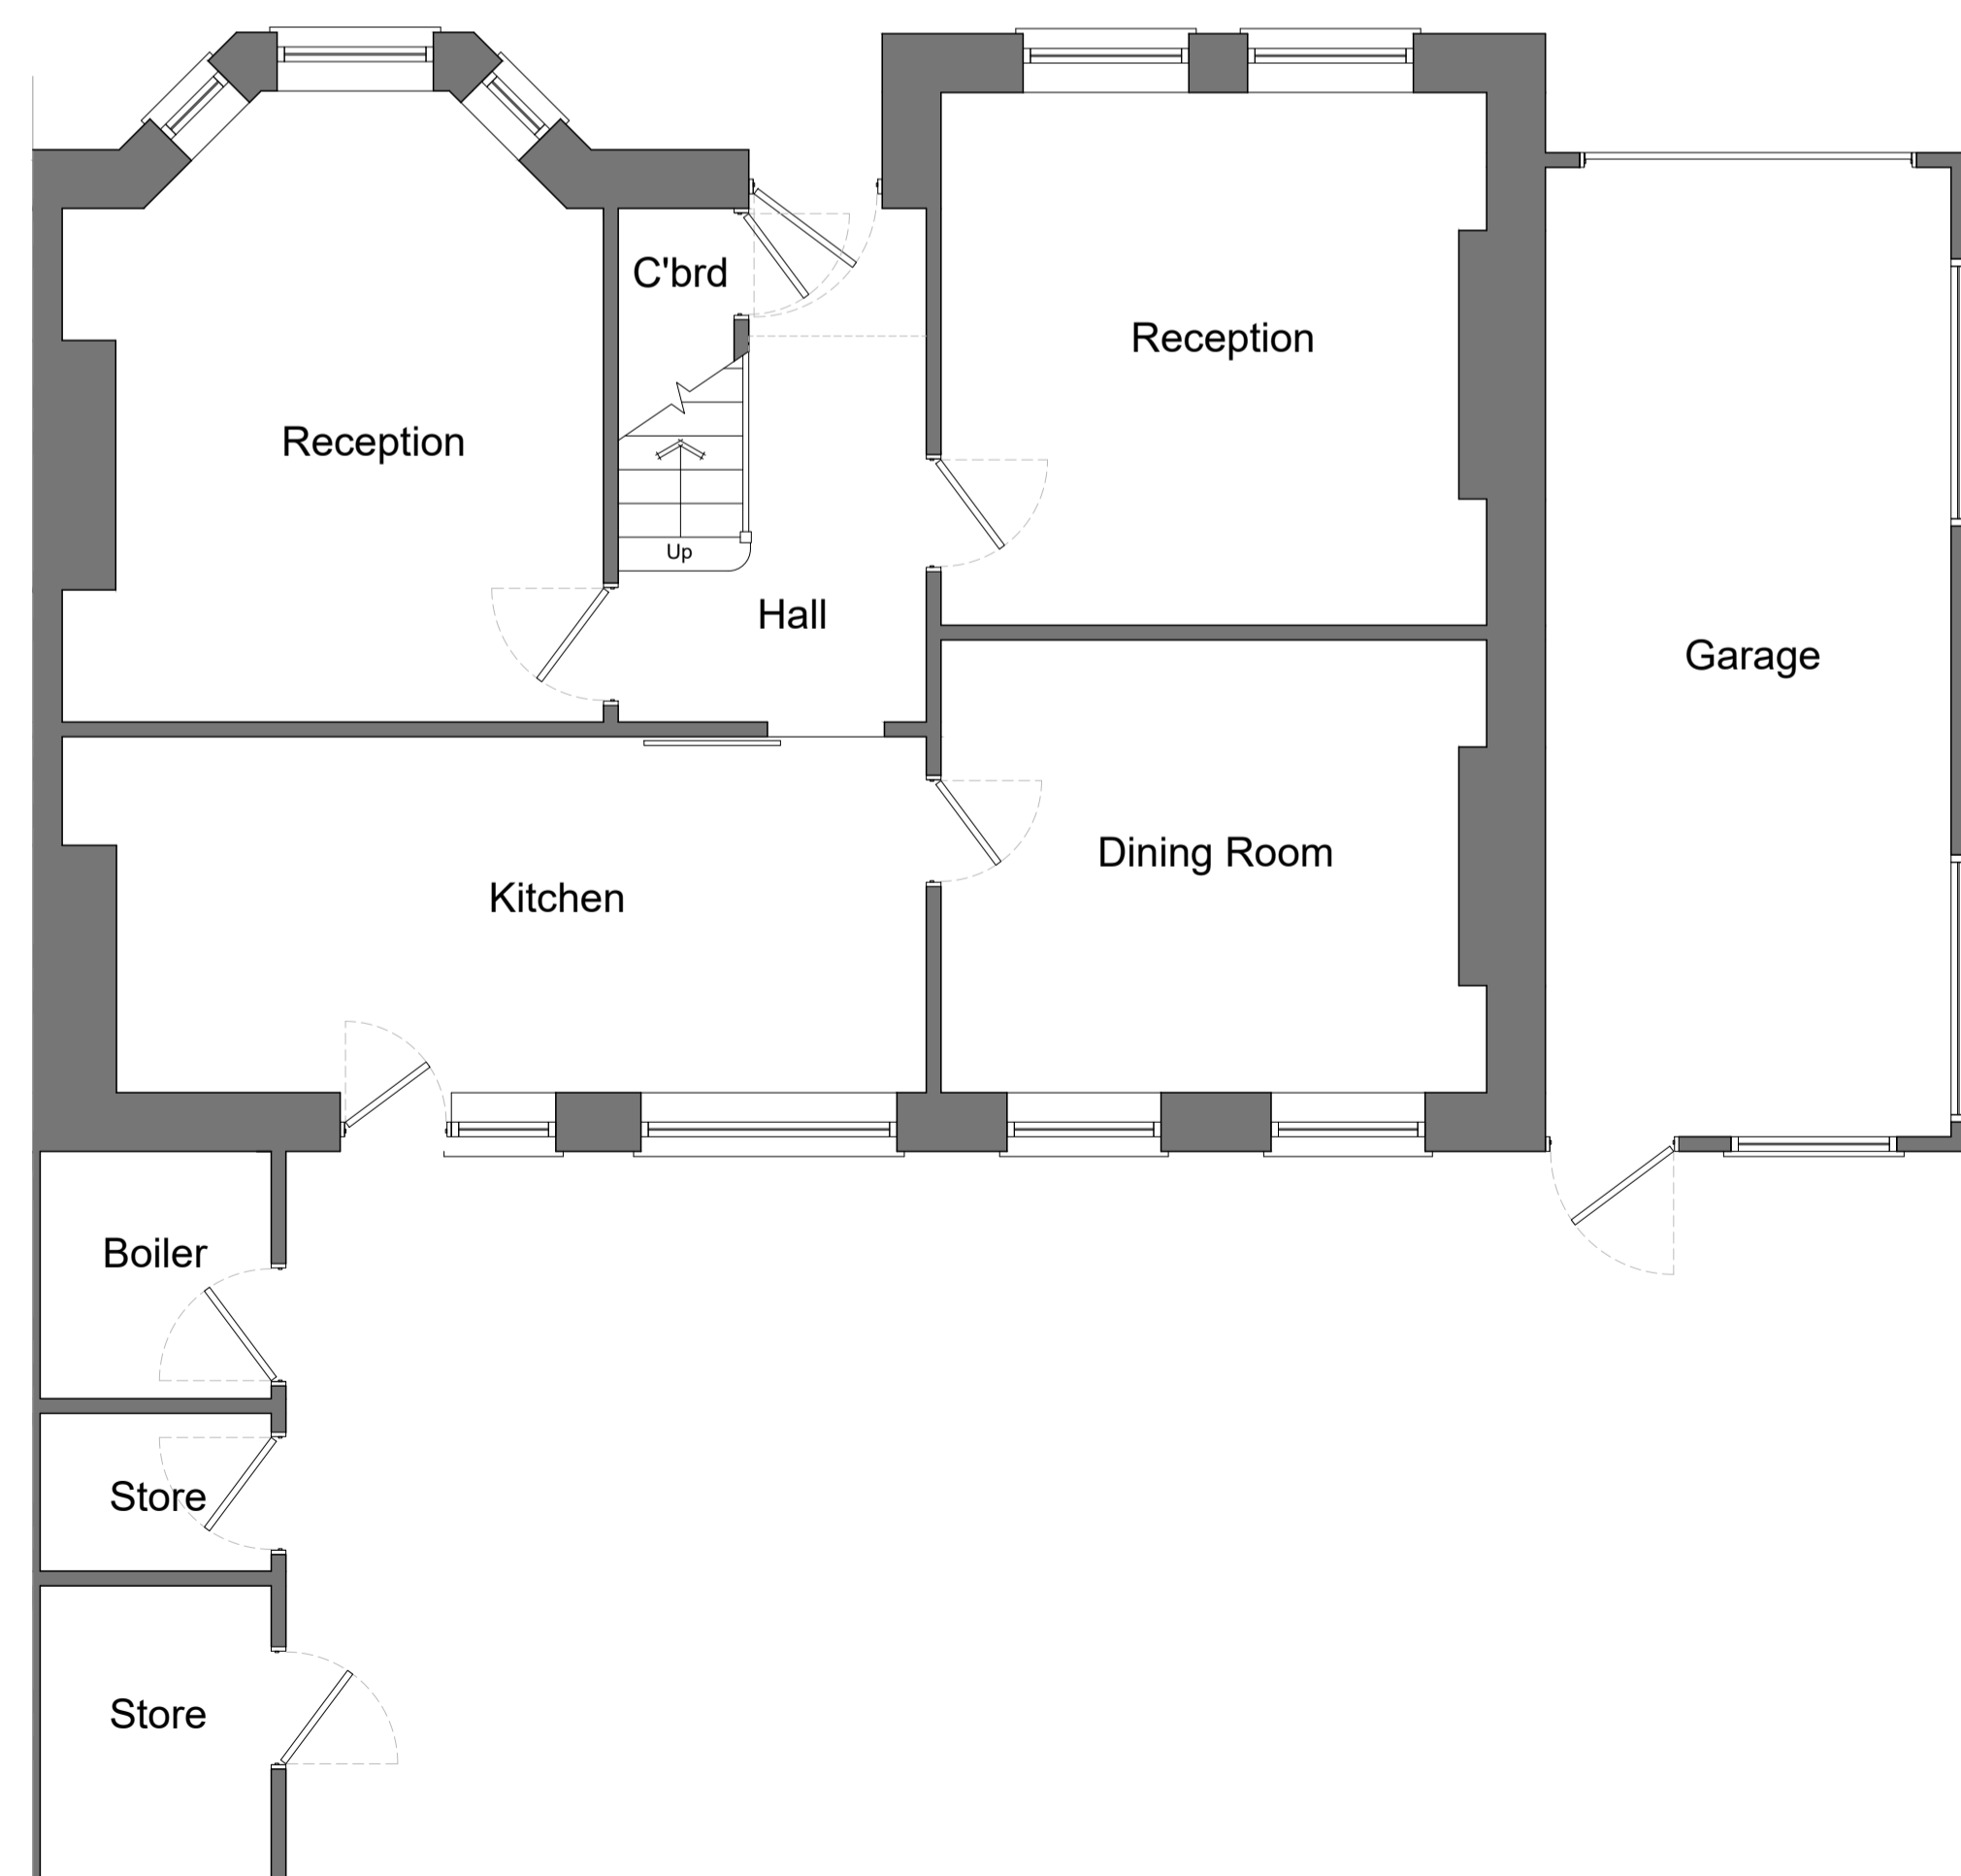 C'brd
Reception
Reception
Up
Hall
Garage
Dining Room
Kitchen
Boiler
Store
Store